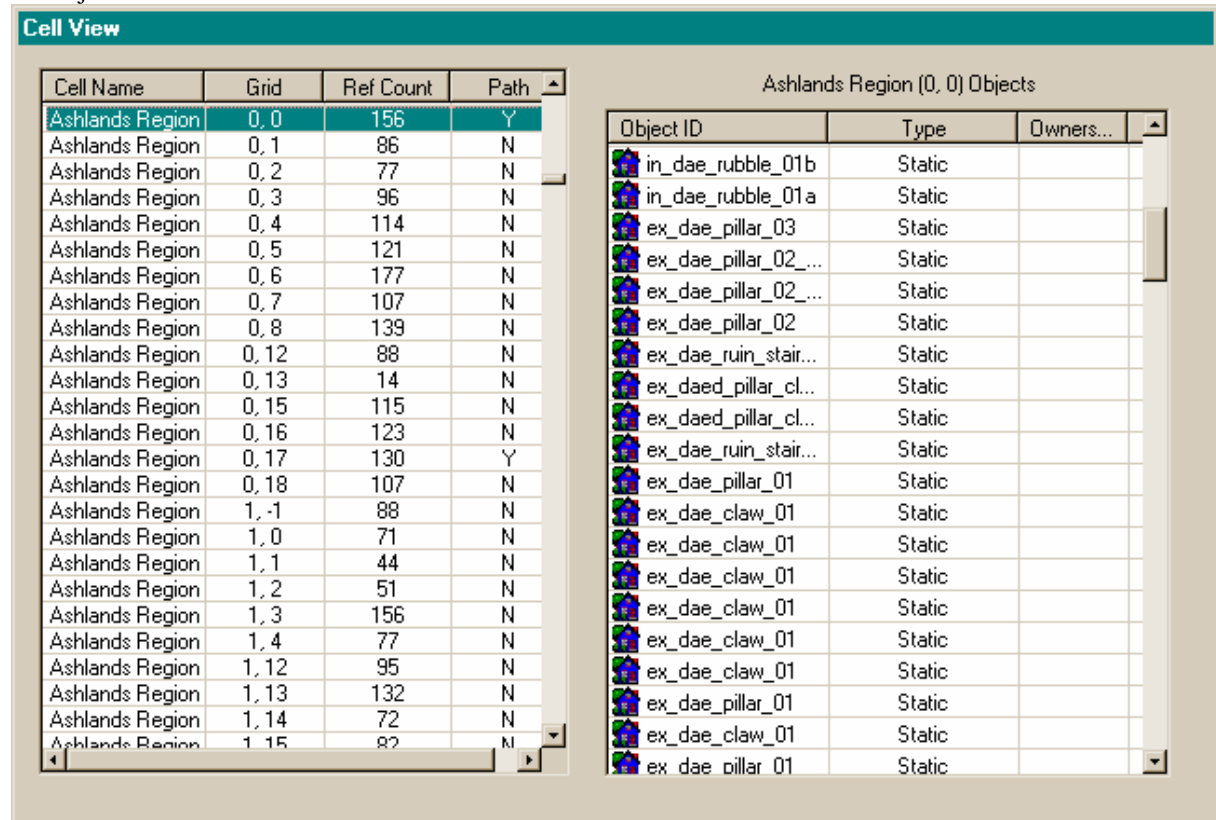 Cell View
Ashlands Region (0, 0) Objects
Cell Name Grid Ref Count Path
Ashlands Region 0, 0 156 Y
Ashlands Region 0, 1 86 N
Ashlands Region 0, 2 77 N
Ashlands Region 0, 3 96 N
Ashlands Region 0, 4 114 N
Ashlands Region 0, 5 121 N
Ashlands Region 0, 6 177 N
Ashlands Region 0, 7 107 N
Ashlands Region 0, 8 139 N
Ashlands Region 0, 12 88 N
Ashlands Region 0, 13 14 N
Ashlands Region 0, 15 115 N
Ashlands Region 0, 16 123 N
Ashlands Region 0, 17 130 Y
Ashlands Region 0, 18 107 N
Ashlands Region 1, -1 88 N
Ashlands Region 1, 0 71 N
Ashlands Region 1, 1 44 N
Ashlands Region 1, 2 51 N
Ashlands Region 1, 3 156 N
Ashlands Region 1, 4 77 N
Ashlands Region 1, 12 95 N
Ashlands Region 1, 13 132 N
Ashlands Region 1, 14 72 N
Ashlands Region 1, 15 82 N
Object ID Type Owners...
in_dae_rubble_01b Static
in_dae_rubble_01a Static
ex_dae_pillar_03 Static
ex_dae_pillar_02_... Static
ex_dae_pillar_02_... Static
ex_dae_pillar_02 Static
ex_dae_ruin_stair... Static
ex_daed_pillar_cl... Static
ex_daed_pillar_cl... Static
ex_dae_ruin_stair... Static
ex_dae_pillar_01 Static
ex_dae_claw_01 Static
ex_dae_claw_01 Static
ex_dae_claw_01 Static
ex_dae_claw_01 Static
ex_dae_claw_01 Static
ex_dae_claw_01 Static
ex_dae_pillar_01 Static
ex_dae_claw_01 Static
ex_dae_pillar_01 Static